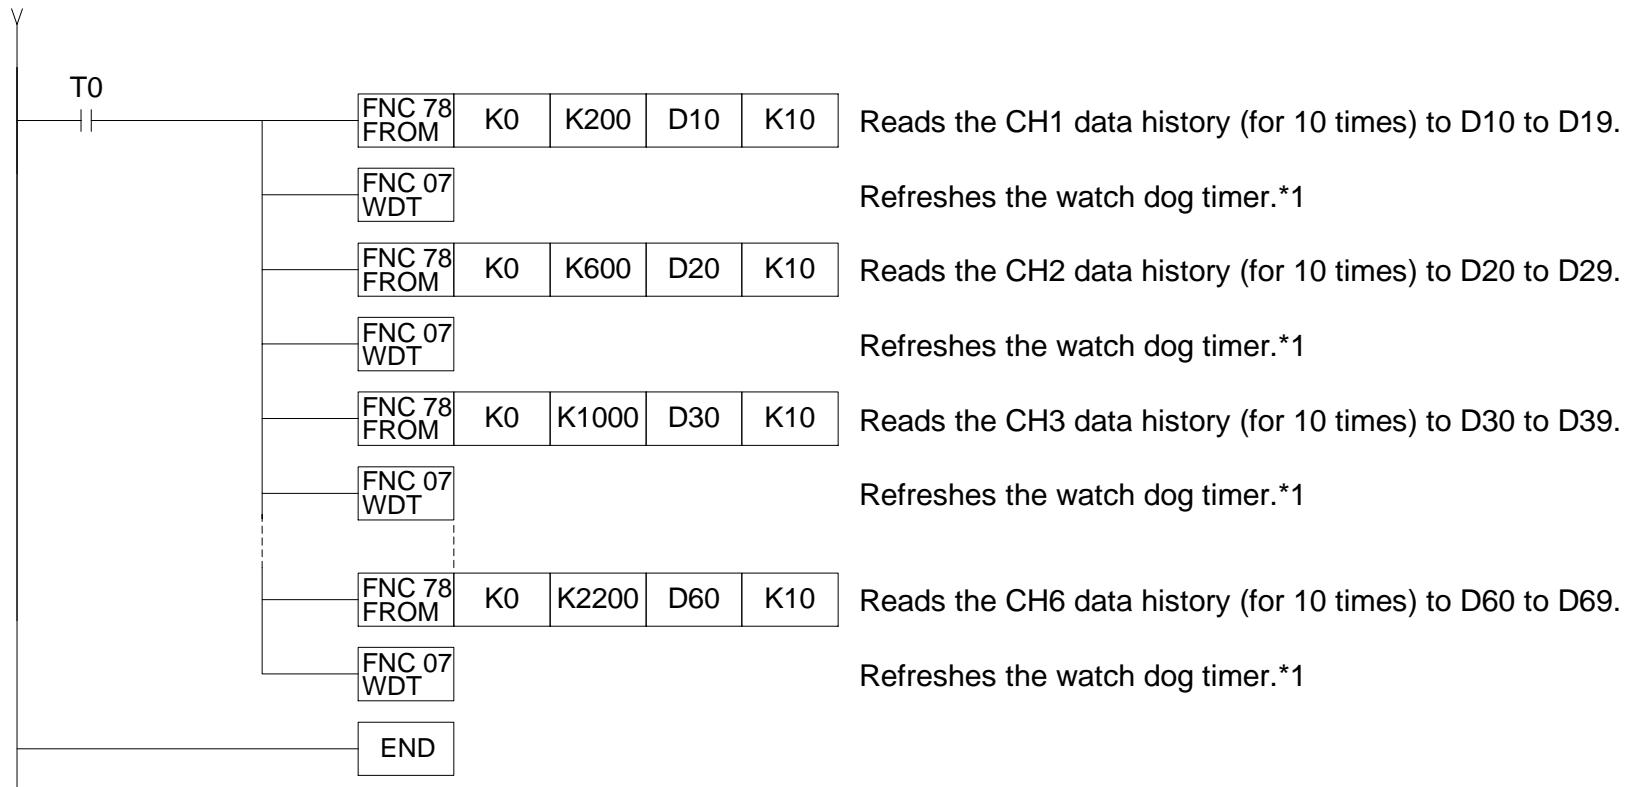 T0
FNC 78 FROM K0 K200 D10 K10 Reads the CH1 data history (for 10 times) to D10 to D19.
FNC 07 WDT Refreshes the watch dog timer.*1
FNC 78 FROM K0 K600 D20 K10 Reads the CH2 data history (for 10 times) to D20 to D29.
FNC 07 WDT Refreshes the watch dog timer.*1
FNC 78 FROM K0 K1000 D30 K10 Reads the CH3 data history (for 10 times) to D30 to D39.
FNC 07 WDT Refreshes the watch dog timer.*1
FNC 78 FROM K0 K2200 D60 K10 Reads the CH6 data history (for 10 times) to D60 to D69.
FNC 07 WDT Refreshes the watch dog timer.*1
END